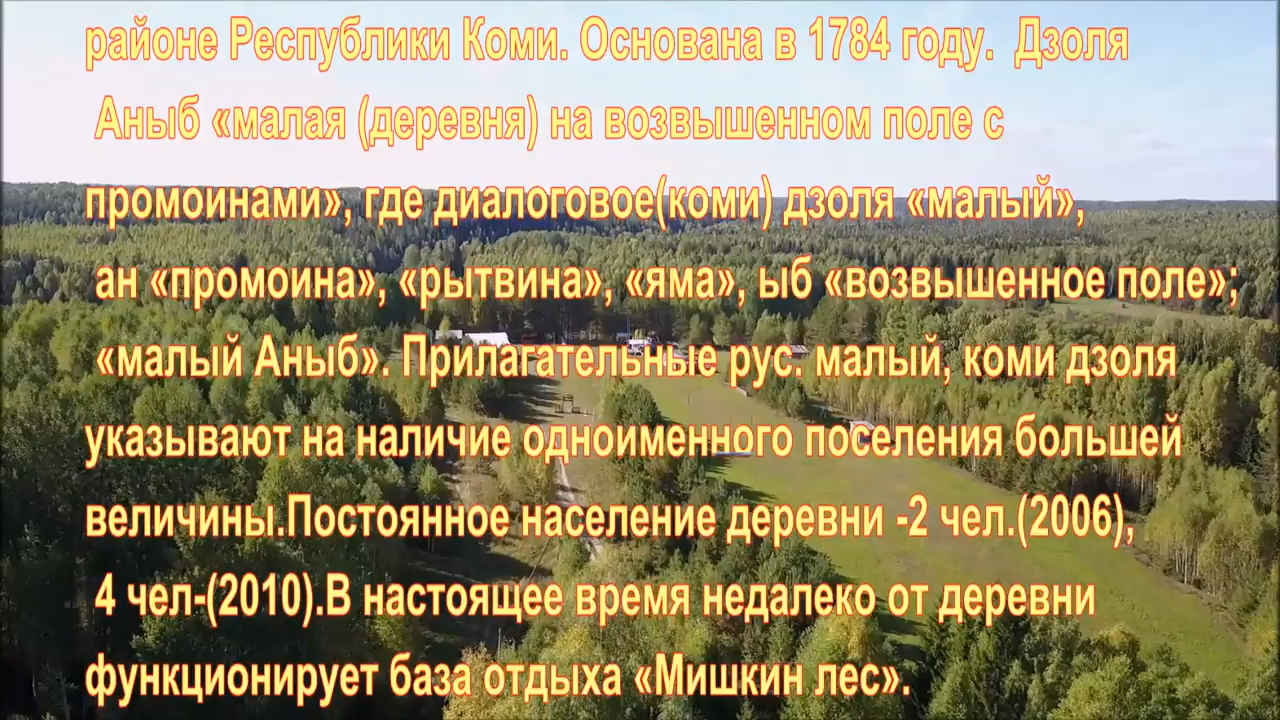 районе Республики Коми. Основана в 1784 году. Дзоля
Аныб «малая (деревня) на возвышенном поле с
промоинами», где диалоговое(коми) дзоля «малый»,
ан «промоина», «рытвина», «яма», ыб «возвышенное поле»;
«малый Аныб». Прилагательные рус. малый, коми дзоля
указывают на наличие одноименного поселения большей
величины.Постоянное население деревни -2 чел.(2006),
4 чел-(2010).В настоящее время недалеко от деревни
функционирует база отдыха «Мишкин лес».